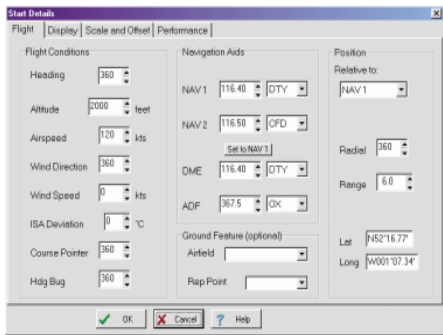 Start Details
Flight Display Scale and Offset Performance
Flight Conditions
Heading 360
Altitude 2000 feet
Airspeed 120 kts
Wind Direction 360
Wind Speed 0 kts
ISA Deviation 0 °C
Course Pointer 360
Hdg Bug 360
Navigation Aids
NAV 1 116.40 DTY
NAV 2 116.50 CFD
Set to NAV 1
DME 116.40 DTY
ADF 367.5 OX
Ground Feature (optional)
Airfield
Rep Point
Position
Relative to:
NAV 1
Radial 360
Range 6.0
Lat N52°16.77'
Long W001°07.34'
OK Cancel Help